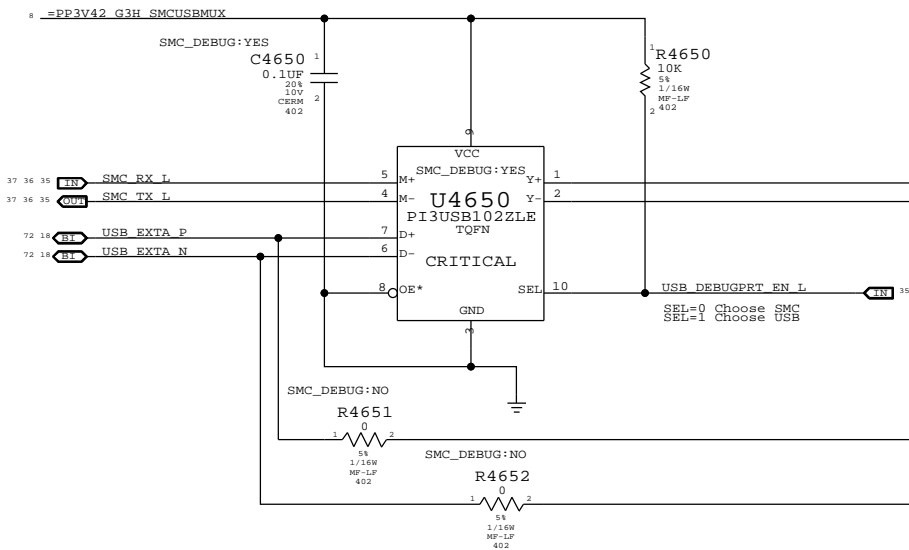 8 =PP3V42_G3H_SMCUSBMUX
SMC_DEBUG:YES
C4650
0.1UF
20%
10V
CERM
402
1
2
1
R4650
10K
5%
1/16W
MF-LF
402
2
9
VCC
SMC_DEBUG:YES
U4650
PI3USB102ZLE
TQFN
CRITICAL
37 36 35 IN SMC_RX_L 5 M+ Y+ 1
37 36 35 OUT SMC_TX_L 4 M- Y- 2
72 18 BI USB_EXTA_P 7 D+
72 18 BI USB_EXTA_N 6 D-
8 OE* SEL 10 USB_DEBUGPRT_EN_L IN 35
SEL=0 Choose SMC
SEL=1 Choose USB
GND
3
SMC_DEBUG:NO
R4651
0
1 2
5%
1/16W
MF-LF
402
SMC_DEBUG:NO
R4652
0
1 2
5%
1/16W
MF-LF
402